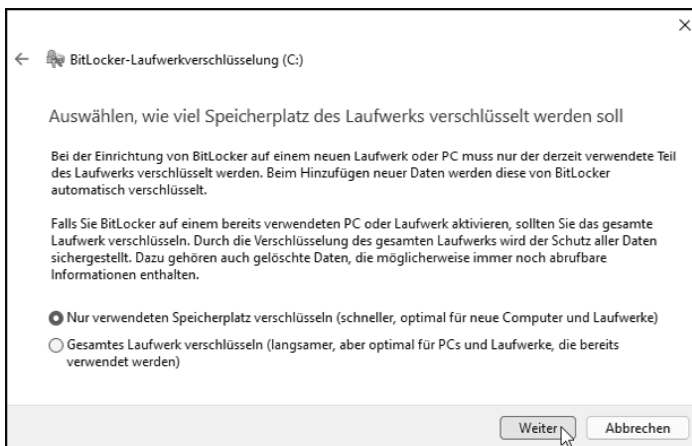 BitLocker-Laufwerkverschlüsselung (C:)
Auswählen, wie viel Speicherplatz des Laufwerks verschlüsselt werden soll
Bei der Einrichtung von BitLocker auf einem neuen Laufwerk oder PC muss nur der derzeit verwendete Teil
des Laufwerks verschlüsselt werden. Beim Hinzufügen neuer Daten werden diese von BitLocker
automatisch verschlüsselt.
Falls Sie BitLocker auf einem bereits verwendeten PC oder Laufwerk aktivieren, sollten Sie das gesamte
Laufwerk verschlüsseln. Durch die Verschlüsselung des gesamten Laufwerks wird der Schutz aller Daten
sichergestellt. Dazu gehören auch gelöschte Daten, die möglicherweise immer noch abrufbare
Informationen enthalten.
Nur verwendeten Speicherplatz verschlüsseln (schneller, optimal für neue Computer und Laufwerke)
Gesamtes Laufwerk verschlüsseln (langsamer, aber optimal für PCs und Laufwerke, die bereits
verwendet werden)
Weiter Abbrechen